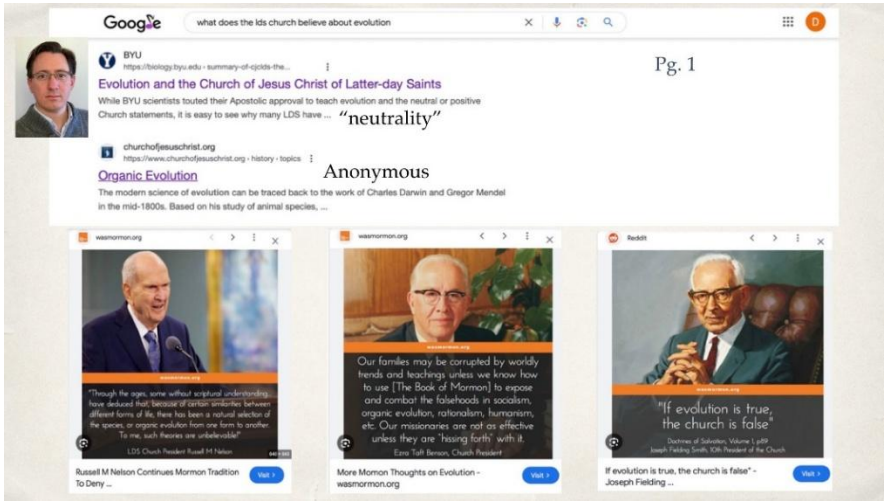 Google
what does the lds church believe about evolution
D
BYU
https://biology.byu.edu › summary-of-cjclds-the...
Pg. 1
Evolution and the Church of Jesus Christ of Latter-day Saints
While BYU scientists touted their Apostolic approval to teach evolution and the neutral or positive
Church statements, it is easy to see why many LDS have ...
“neutrality”
churchofjesuschrist.org
https://www.churchofjesuschrist.org › history › topics
Anonymous
Organic Evolution
The modern science of evolution can be traced back to the work of Charles Darwin and Gregor Mendel
in the mid-1800s. Based on his study of animal species, ...
wasmormon.org
wasmormon.org
"Through the ages, some without scriptural understanding
have deduced that, because of certain similarities between
different forms of life, there has been a natural selection of
the species, or organic evolution from one form to another.
To me, such theories are unbelievable!"
LDS Church President Russell M Nelson
Russell M Nelson Continues Mormon Tradition
To Deny ...
Visit >
wasmormon.org
wasmormon.org
Our families may be corrupted by worldly
trends and teachings unless we know how
to use [The Book of Mormon] to expose
and combat the falsehoods in socialism,
organic evolution, rationalism, humanism,
etc. Our missionaries are not as effective
unless they are "hissing forth" with it.
Ezra Taft Benson, Church President
More Mormon Thoughts on Evolution -
wasmormon.org
Visit >
Reddit
wasmormon.org
"If evolution is true,
the church is false"
Doctrines of Salvation, Volume 1, p89
Joseph Fielding Smith, 10th President of the Church
If evolution is true, the church is false" -
Joseph Fielding ...
Visit >